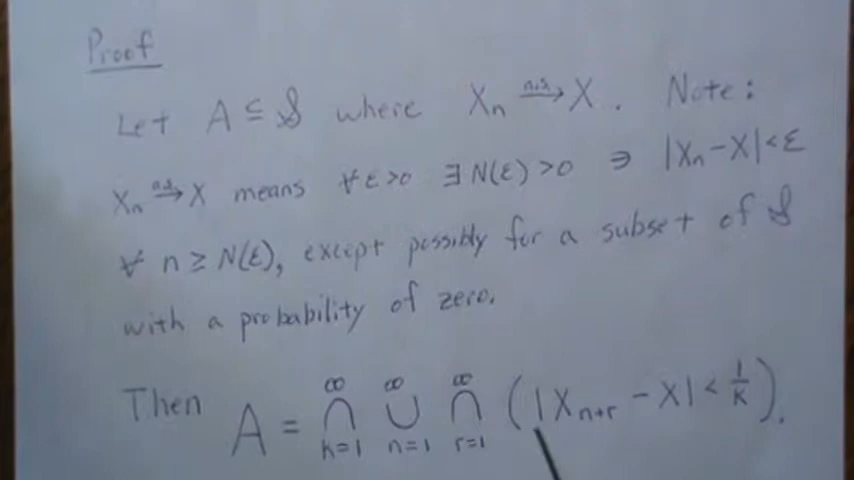 Proof
Let A ⊆ 𝒮 where Xₙ →ᵃ·ˢ· X. Note:
Xₙ →ᵃ·ˢ· X means ∀ ε>0 ∃ N(ε) >0 ∋ |Xₙ - X| < ε
∀ n ≥ N(ε), except possibly for a subset of 𝒮
with a probability of zero.
Then A = ∞∩k=1 ∞∪n=1 ∞∩r=1 (|Xₙ₊ᵣ - X| < 1/k).